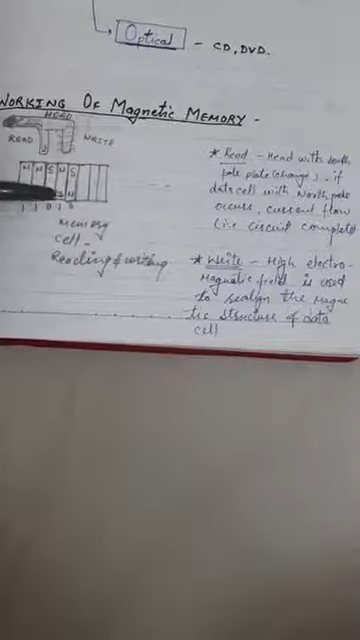 Optical - CD, DVD.
WORKING OF Magnetic MEMORY -
HEAD
READ
WRITE
N N S N S
N
1 1 0 1 0
Memory
cell -
Reading & writing
* Read - Head with south
pole plate (change), if
data cell with North pole
occurs, current flow
(i.e circuit complete
* Write - High electro-
Magnetic field is used
to realign the Magne
tic structure of data
cell